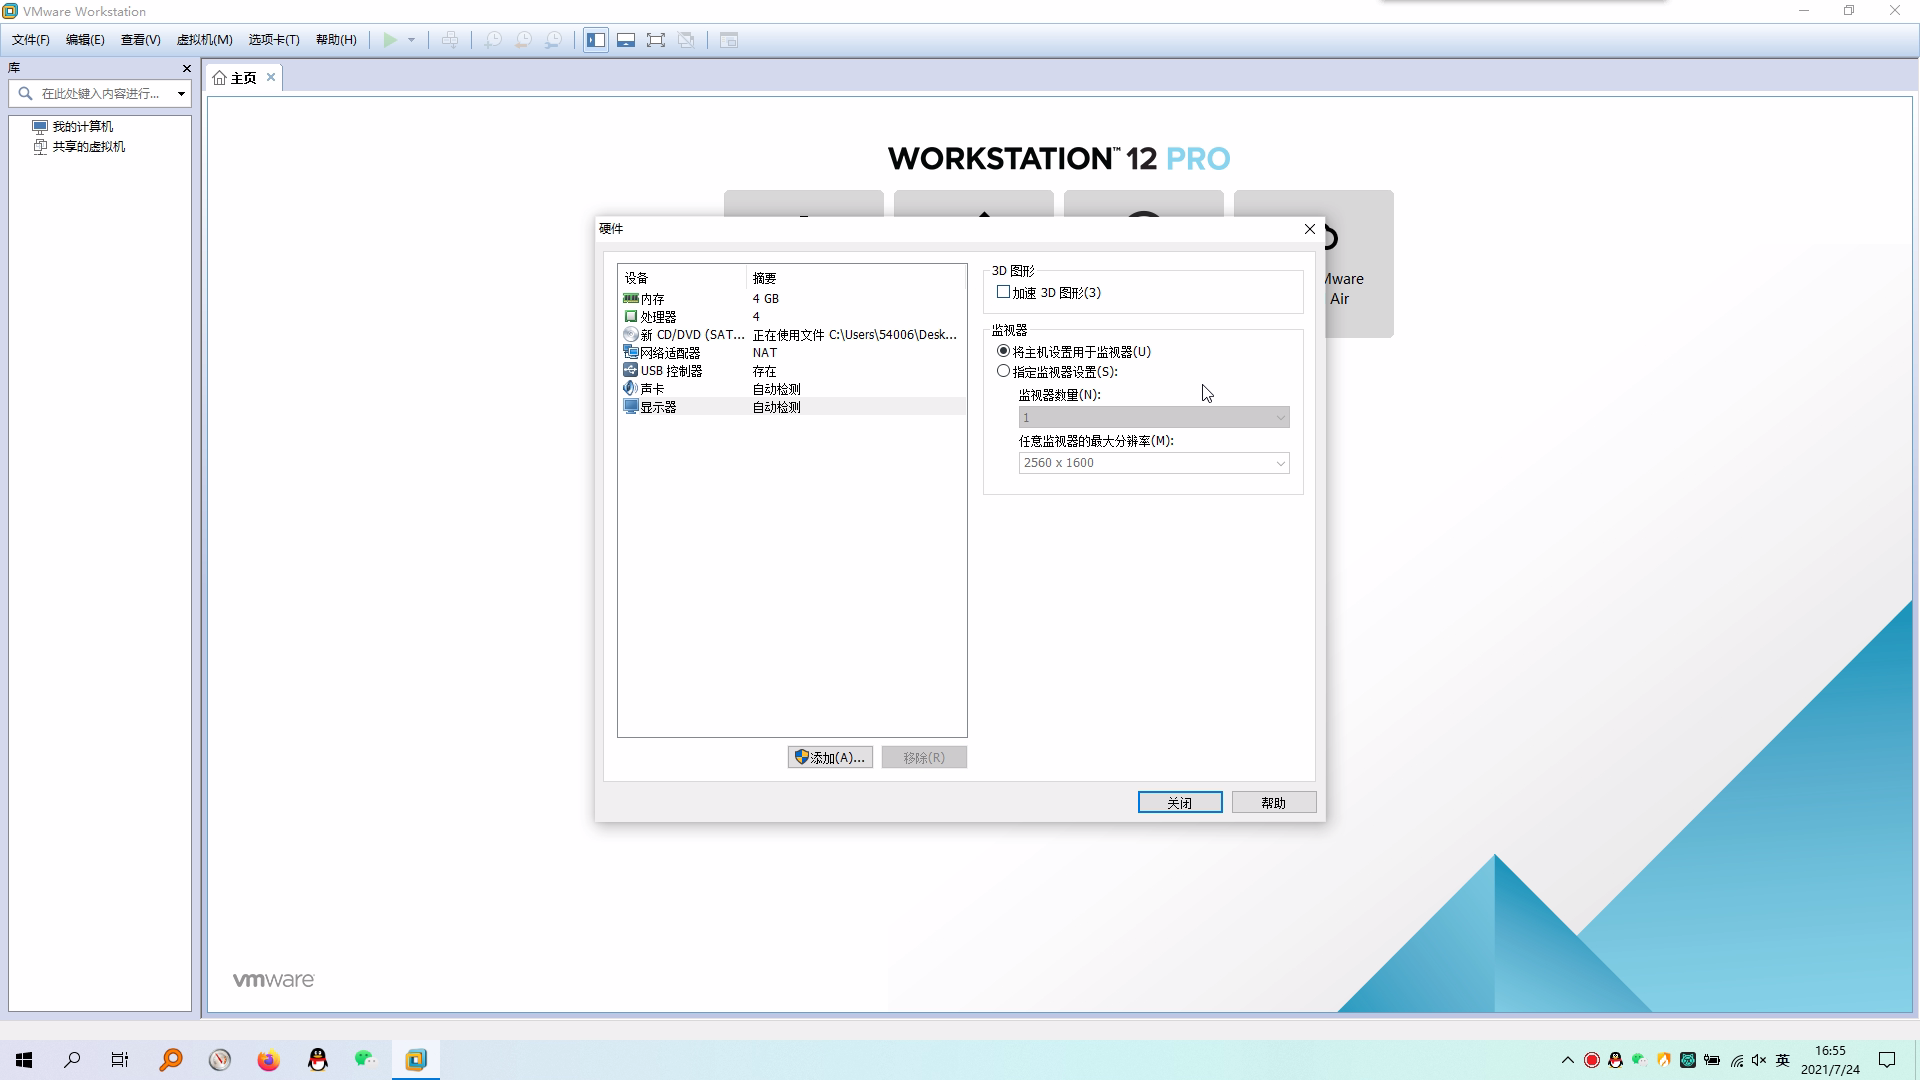 VMware Workstation
文件(F) 编辑(E) 查看(V) 虚拟机(M) 选项卡(T) 帮助(H)
库
主页
在此处键入内容进行...
我的计算机
共享的虚拟机
WORKSTATION™ 12 PRO
Mware
Air
硬件
设备 摘要
内存 4 GB
处理器 4
新 CD/DVD (SAT... 正在使用文件 C:\Users\54006\Desk...
网络适配器 NAT
USB 控制器 存在
声卡 自动检测
显示器 自动检测
添加(A)... 移除(R)
3D 图形
加速 3D 图形(3)
监视器
将主机设置用于监视器(U)
指定监视器设置(S):
监视器数量(N):
1
任意监视器的最大分辨率(M):
2560 x 1600
关闭 帮助
vmware
英
16:55
2021/7/24